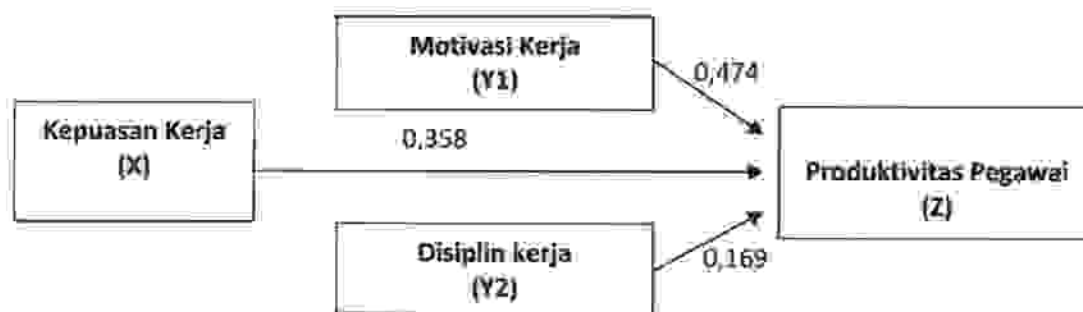 Motivasi Kerja
(Y1)
0,474
Kepuasan Kerja
(X)
0,358
Produktivitas Pegawai
(Z)
Disiplin kerja
(Y2)
0,169